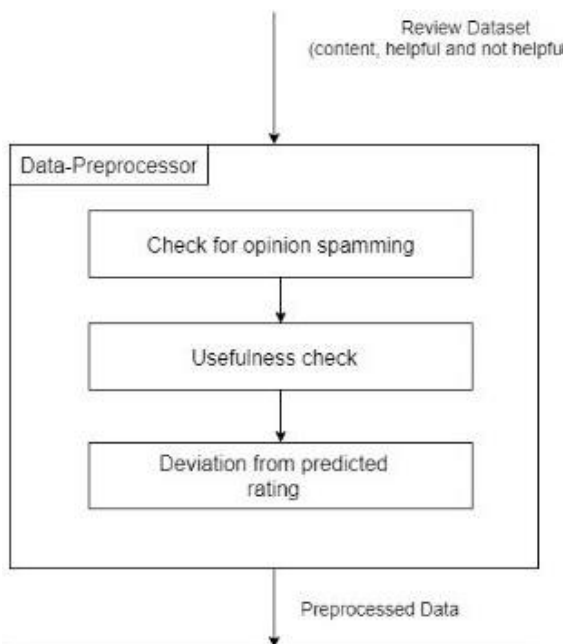 Review Dataset
(content, helpful and not helpful
Data-Preprocessor
Check for opinion spamming
Usefulness check
Deviation from predicted
rating
Preprocessed Data